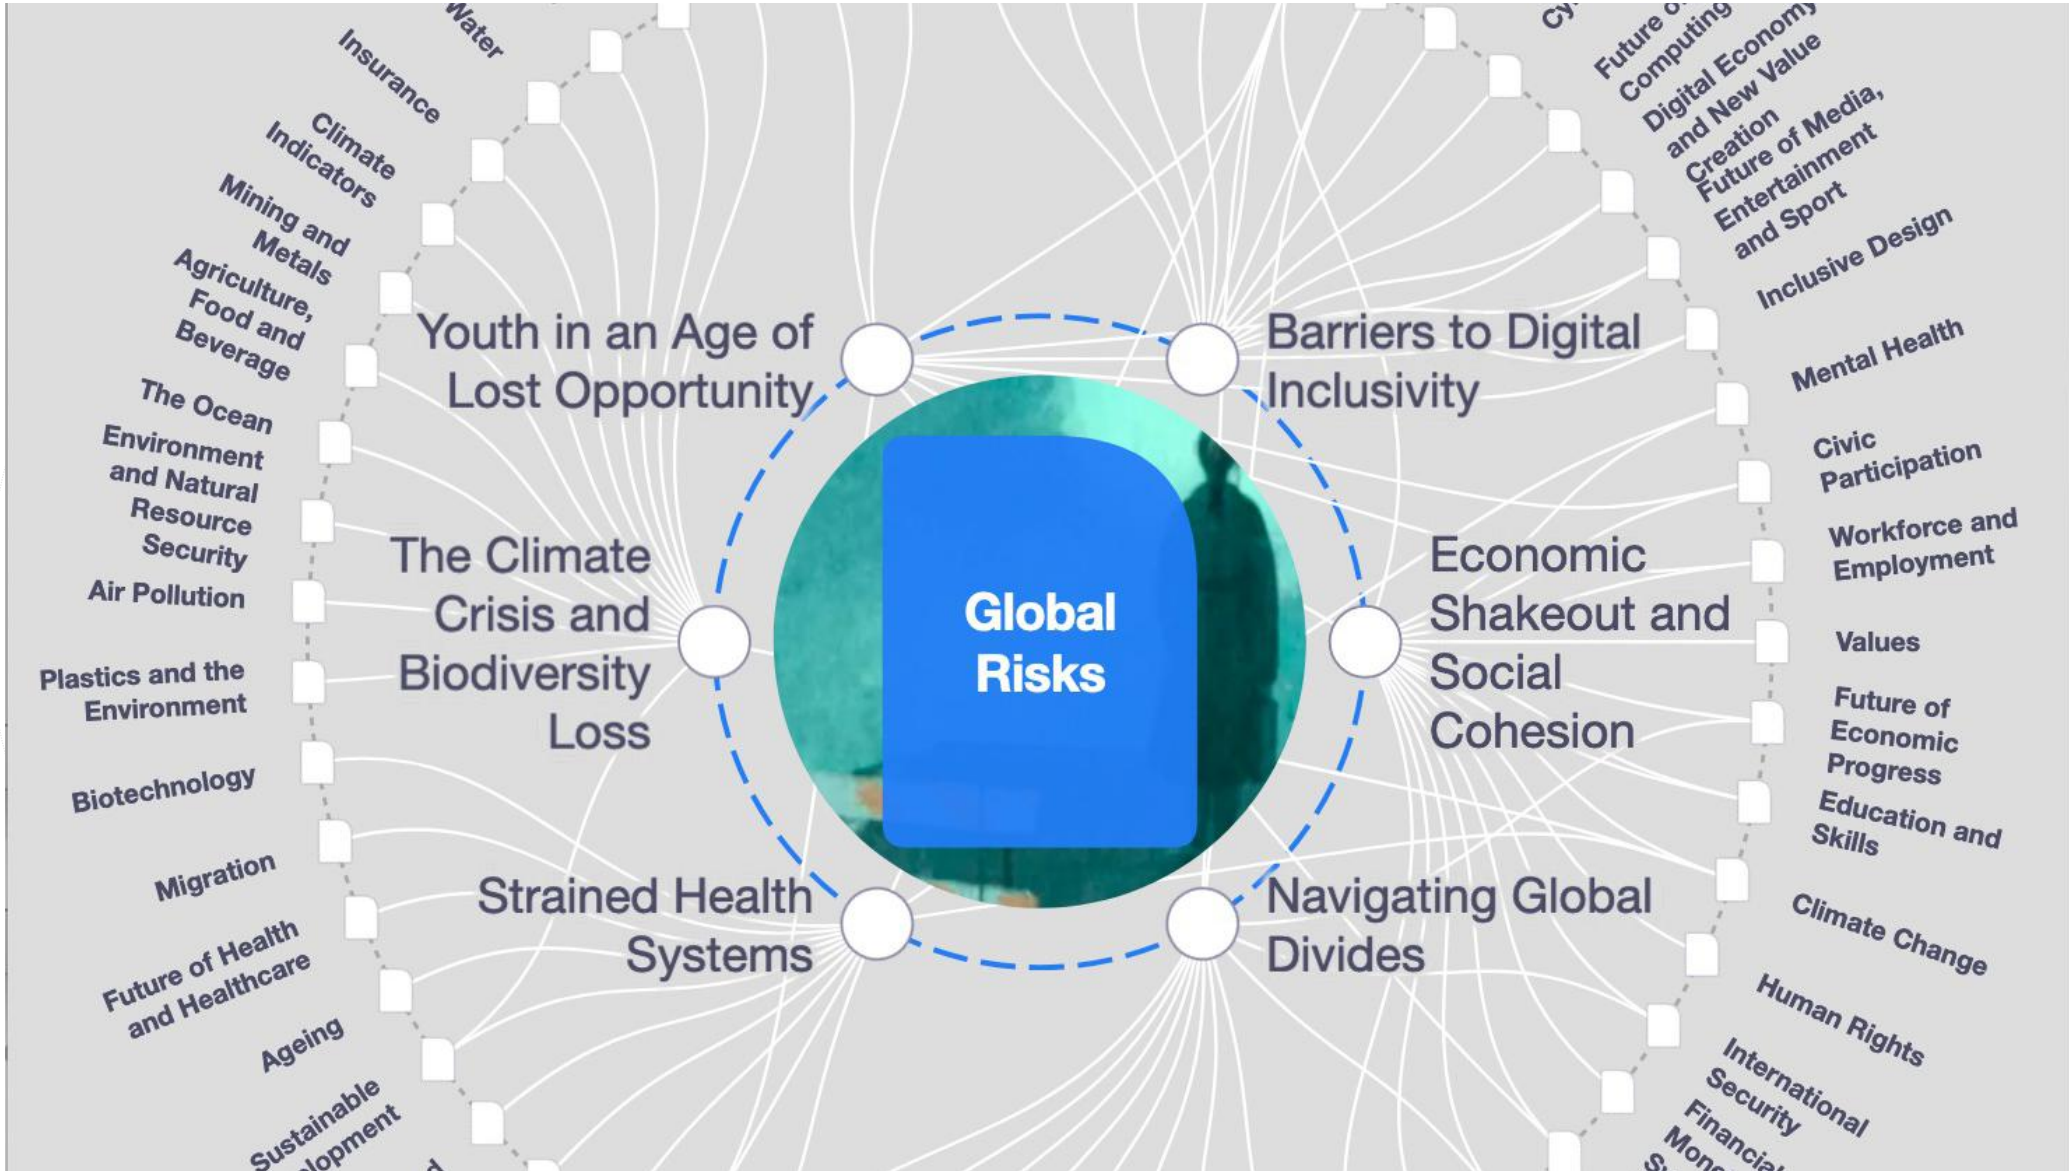 Water
Insurance
Climate
Indicators
Mining and
Metals
Agriculture,
Food and
Beverage
The Ocean
Environment
and Natural
Resource
Security
Air Pollution
Plastics and the
Environment
Biotechnology
Migration
Future of Health
and Healthcare
Ageing
Sustainable
Youth in an Age of
Lost Opportunity
The Climate
Crisis and
Biodiversity
Loss
Strained Health
Systems
Global
Risks
Barriers to Digital
Inclusivity
Economic
Shakeout and
Social
Cohesion
Navigating Global
Divides
Future
Computing
Digital Economy
and New Value
Creation
Future of Media,
Entertainment
and Sport
Inclusive Design
Mental Health
Civic
Participation
Workforce and
Employment
Values
Future of
Economic
Progress
Education and
Skills
Climate Change
Human Rights
International
Security
Financial